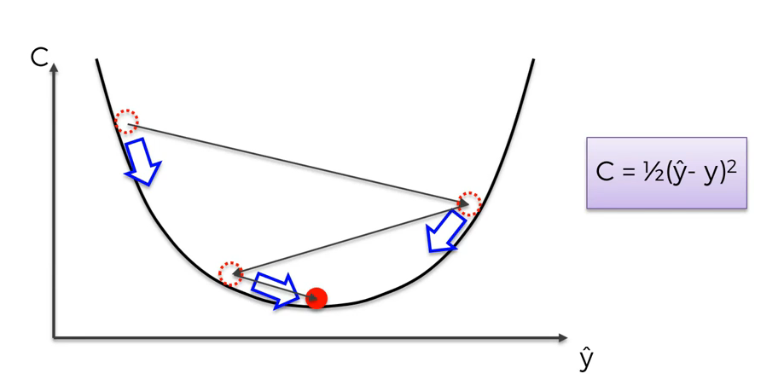 C
C = ½(ŷ- y)²
ŷ